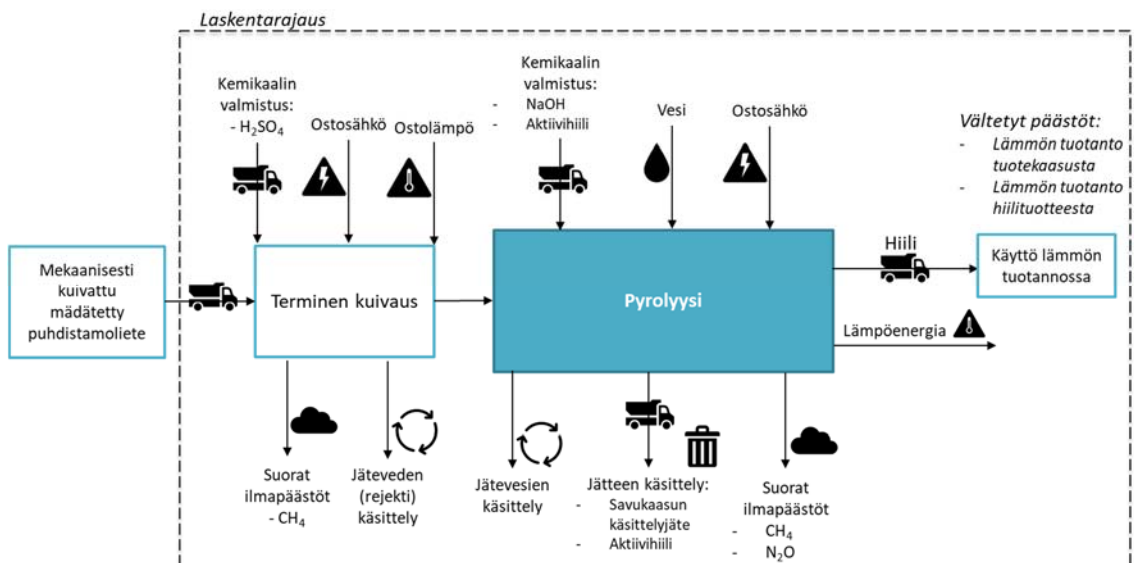 Laskentarajaus
Kemikaalin
valmistus:
- H₂SO₄
Ostosähkö
Ostolämpö
Kemikaalin
valmistus:
- NaOH
- Aktiivihiili
Vesi
Ostosähkö
Vältetyt päästöt:
- Lämmön tuotanto
tuotekaasusta
- Lämmön tuotanto
hiilituotteesta
Mekaanisesti
kuivattu
mädätetty
puhdistamoliete
Terminen kuivaus
Pyrolyysi
Hiili
Käyttö lämmön
tuotannossa
Lämpöenergia
Suorat
ilmapäästöt
- CH₄
Jäteveden
(rejekti)
käsittely
Jätevesien
käsittely
Jätteen käsittely:
- Savukaasun
käsittelyjäte
- Aktiivihiili
Suorat
ilmapäästöt
- CH₄
- N₂O